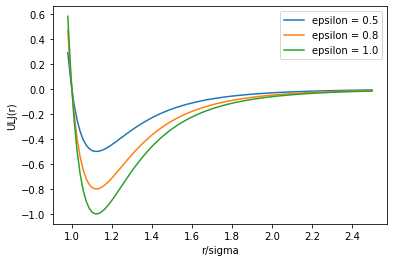 epsilon = 0.5
epsilon = 0.8
epsilon = 1.0
ULJ(r)
0.6
0.4
0.2
0.0
−0.2
−0.4
−0.6
−0.8
−1.0
1.0 1.2 1.4 1.6 1.8 2.0 2.2 2.4
r/sigma